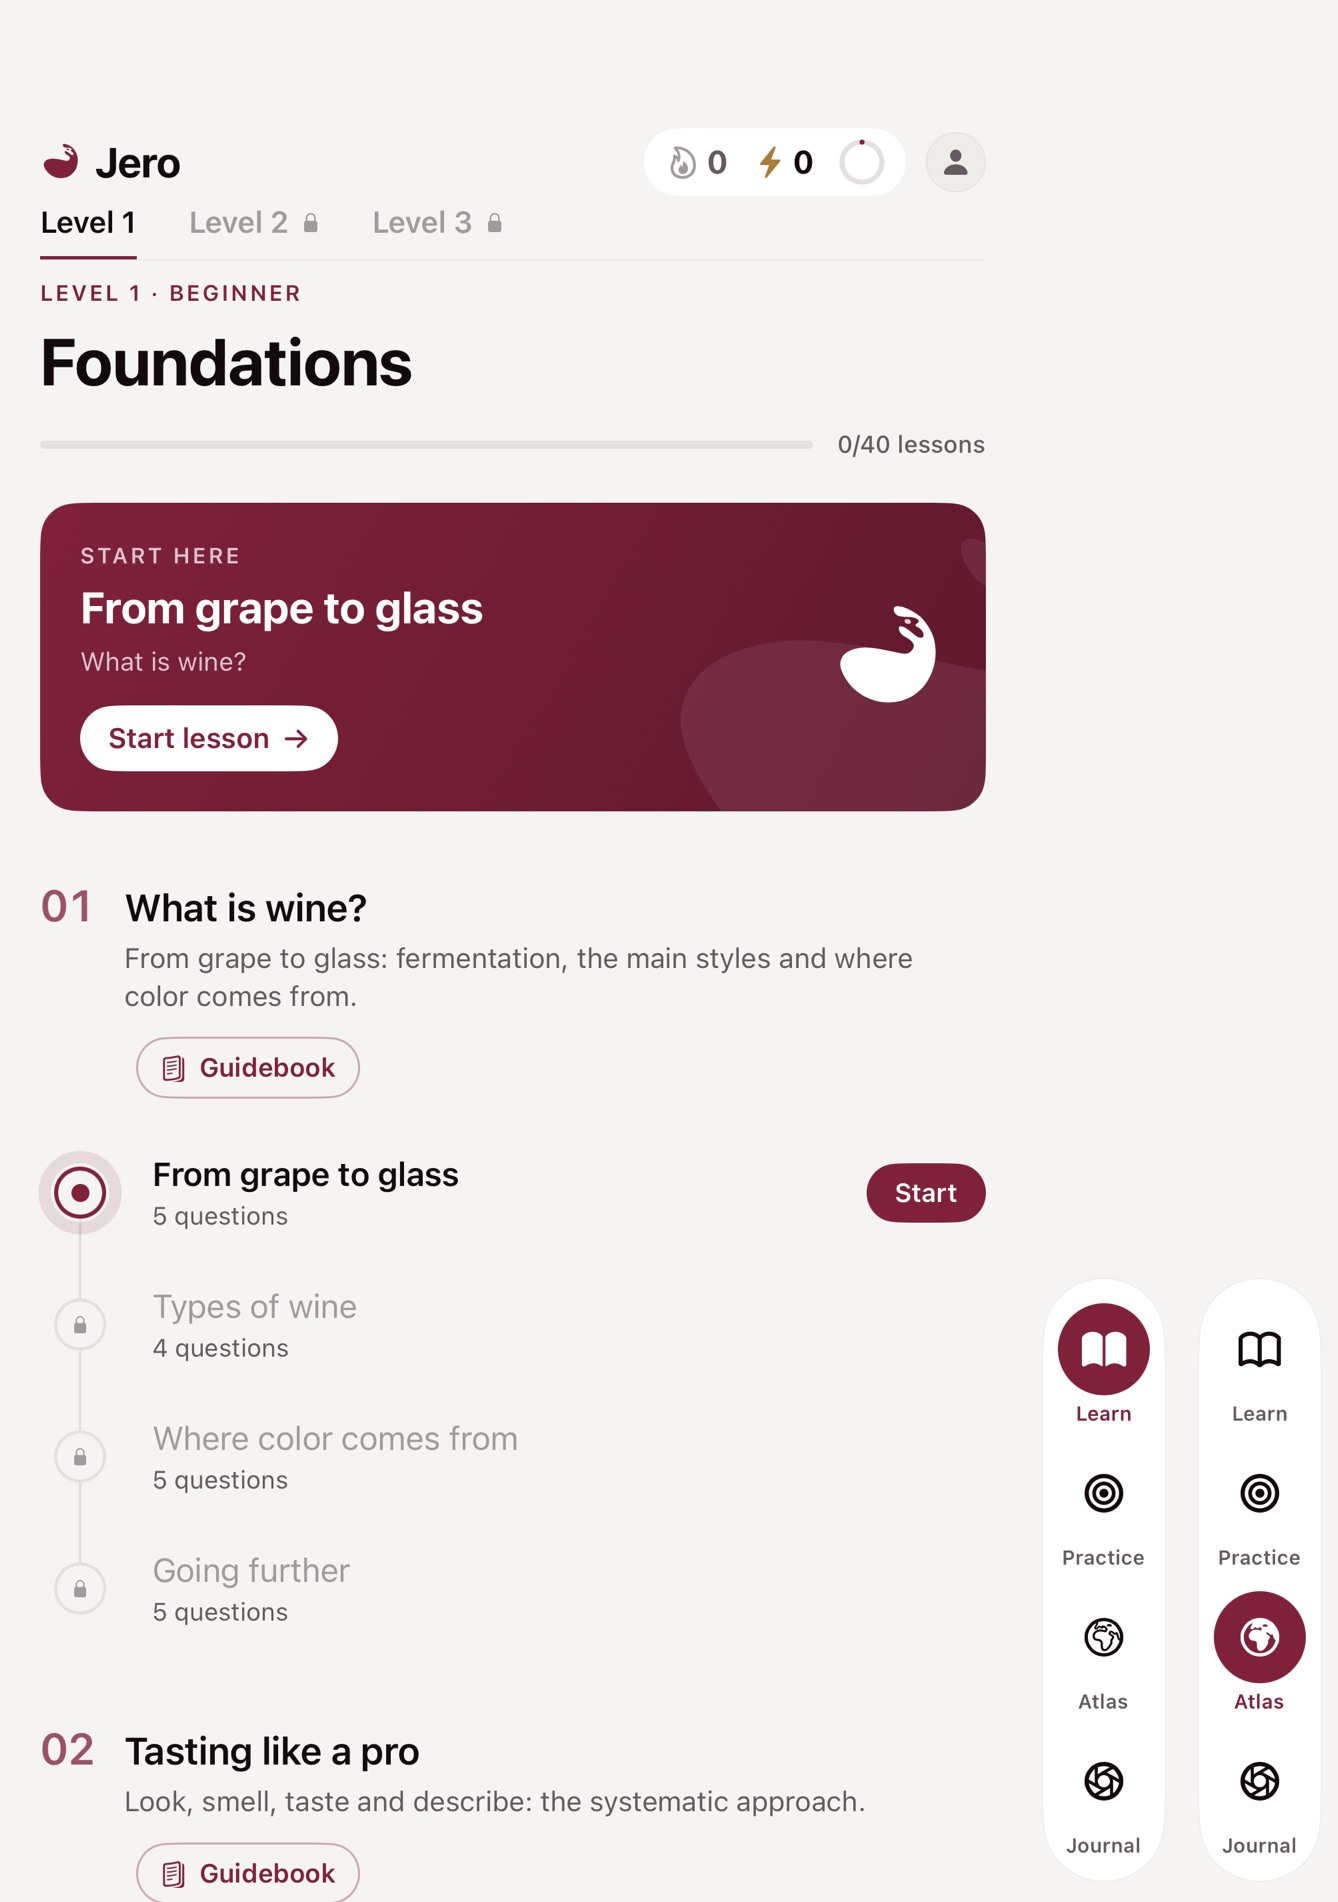 Jero
0 0
Level 1 Level 2 Level 3
LEVEL 1 · BEGINNER
Foundations
0/40 lessons
START HERE
From grape to glass
What is wine?
Start lesson →
01 What is wine?
From grape to glass: fermentation, the main styles and where
color comes from.
Guidebook
From grape to glass
5 questions
Start
Types of wine
4 questions
Where color comes from
5 questions
Going further
5 questions
02 Tasting like a pro
Look, smell, taste and describe: the systematic approach.
Guidebook
Learn
Practice
Atlas
Journal
Learn
Practice
Atlas
Journal